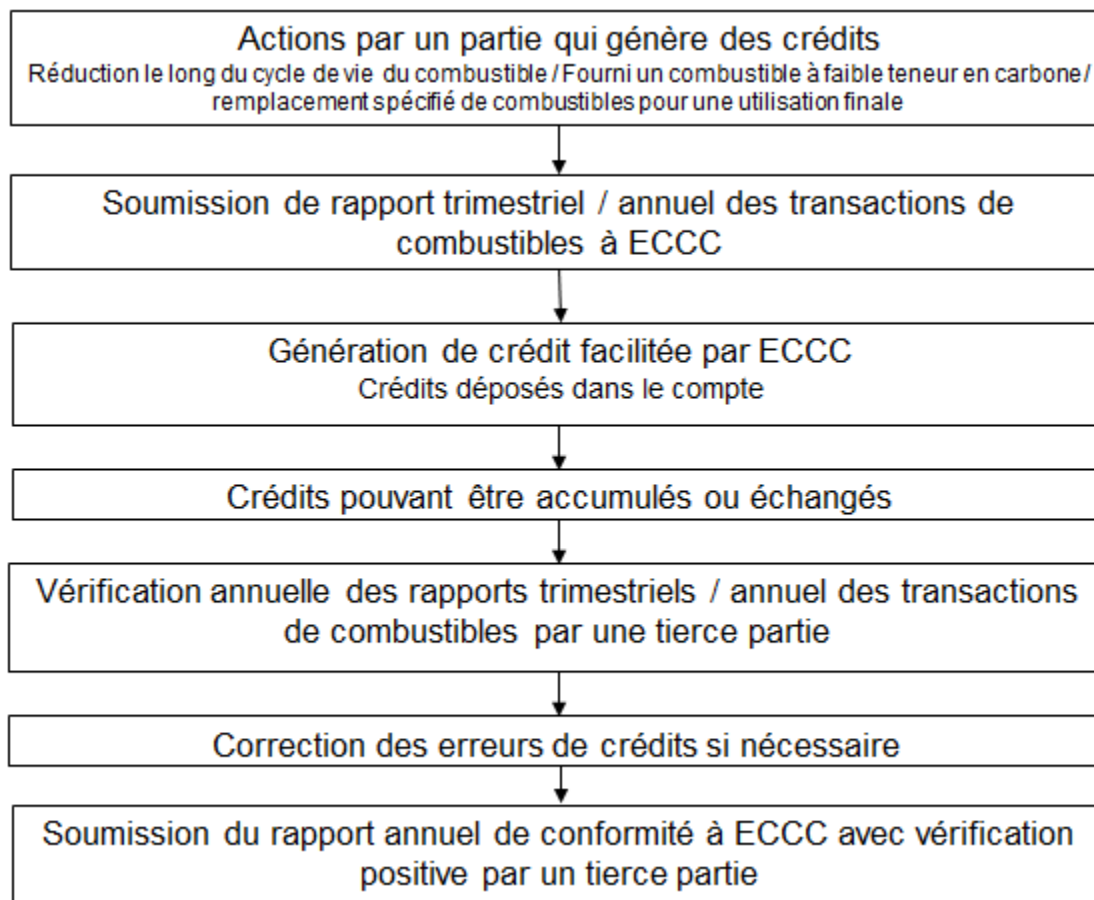 Actions par un partie qui génère des crédits
Réduction le long du cycle de vie du combustible / Fourni un combustible à faible teneur en carbone/
remplacement spécifié de combustibles pour une utilisation finale
Soumission de rapport trimestriel / annuel des transactions de
combustibles à ECCC
Génération de crédit facilitée par ECCC
Crédits déposés dans le compte
Crédits pouvant être accumulés ou échangés
Vérification annuelle des rapports trimestriels / annuel des transactions
de combustibles par une tierce partie
Correction des erreurs de crédits si nécessaire
Soumission du rapport annuel de conformité à ECCC avec vérification
positive par un tierce partie